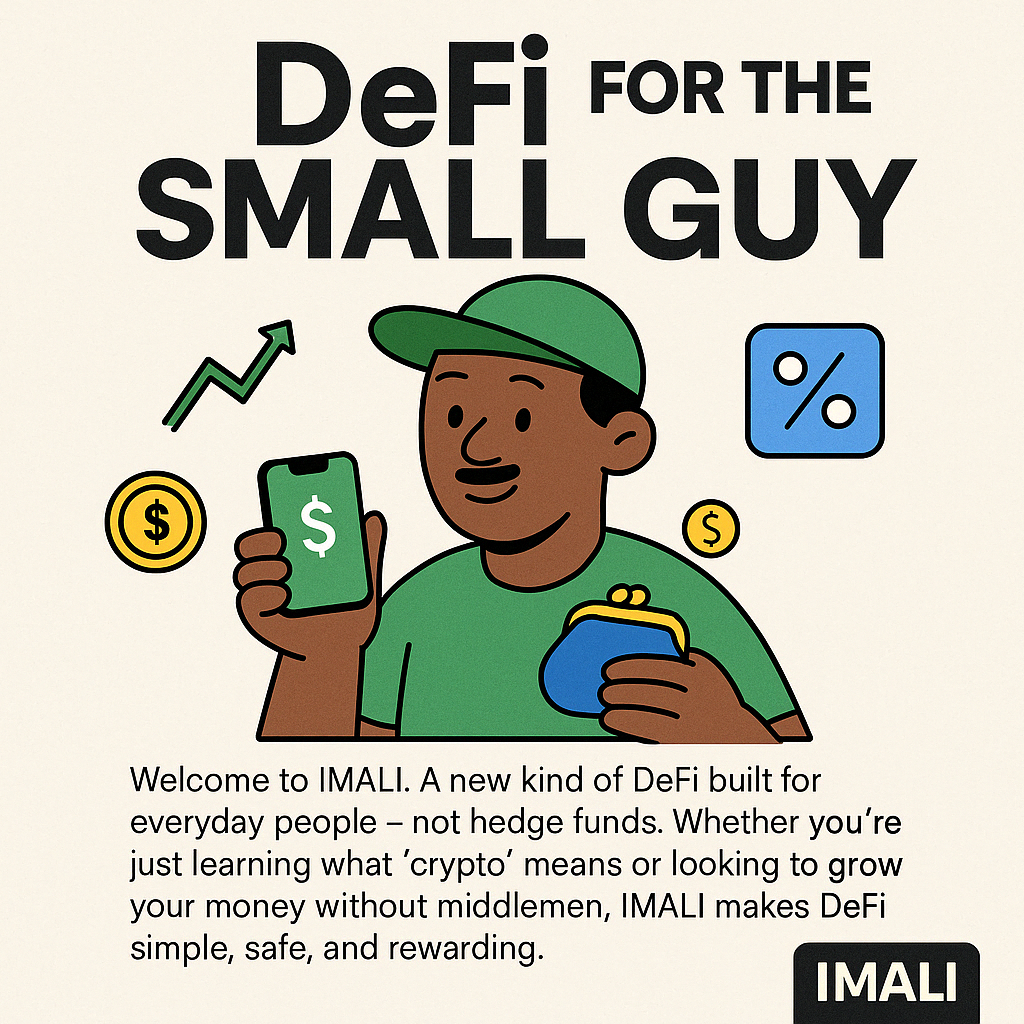 DeFi FOR THE
SMALL GUY
$
$
%
$
Welcome to IMALI. A new kind of DeFi built for
everyday people – not hedge funds. Whether you’re
just learning what ’crypto’ means or looking to grow
your money without middlemen, IMALI makes DeFi
simple, safe, and rewarding.
IMALI